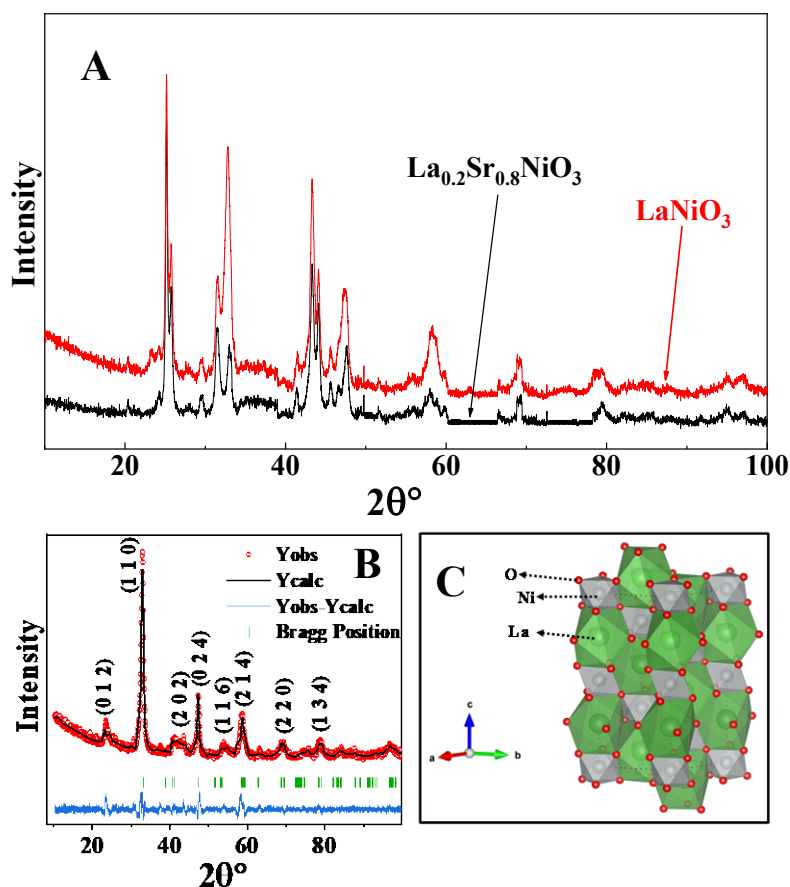 A
Intensity
La₀.₂Sr₀.₈NiO₃
LaNiO₃
20 40 60 80 100
2θ°
B
Yobs
Ycalc
Yobs-Ycalc
Bragg Position
(0 1 2)
(1 1 0)
(2 0 2)
(0 2 4)
(1 1 6)
(2 1 4)
(2 2 0)
(1 3 4)
Intensity
20 40 60 80
2θ°
C
O
Ni
La
c
a
b